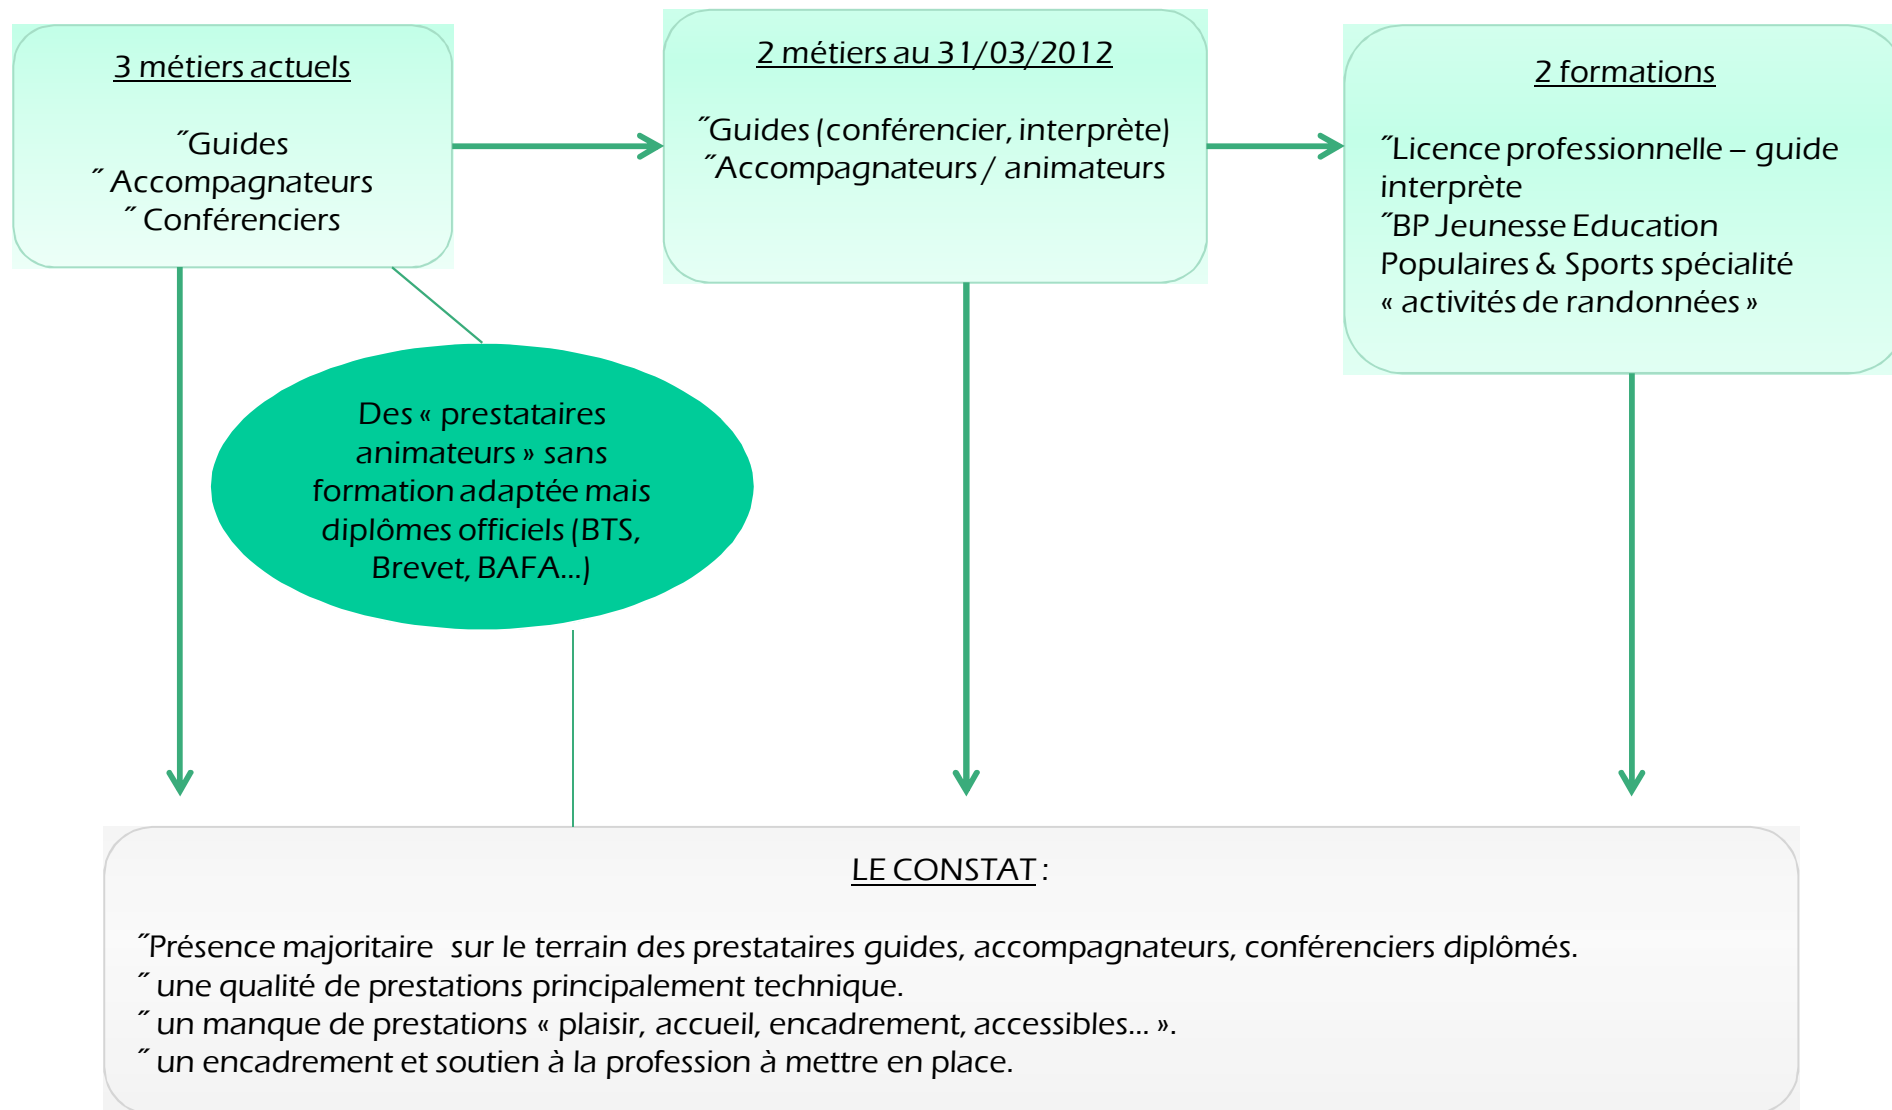 3 métiers actuels
˝Guides
˝ Accompagnateurs
˝ Conférenciers
2 métiers au 31/03/2012
˝Guides (conférencier, interprète)
˝Accompagnateurs / animateurs
2 formations
˝Licence professionnelle – guide
interprète
˝BP Jeunesse Education
Populaires & Sports spécialité
« activités de randonnées »
Des « prestataires
animateurs » sans
formation adaptée mais
diplômes officiels (BTS,
Brevet, BAFA…)
LE CONSTAT :
˝Présence majoritaire sur le terrain des prestataires guides, accompagnateurs, conférenciers diplômés.
˝ une qualité de prestations principalement technique.
˝ un manque de prestations « plaisir, accueil, encadrement, accessibles… ».
˝ un encadrement et soutien à la profession à mettre en place.